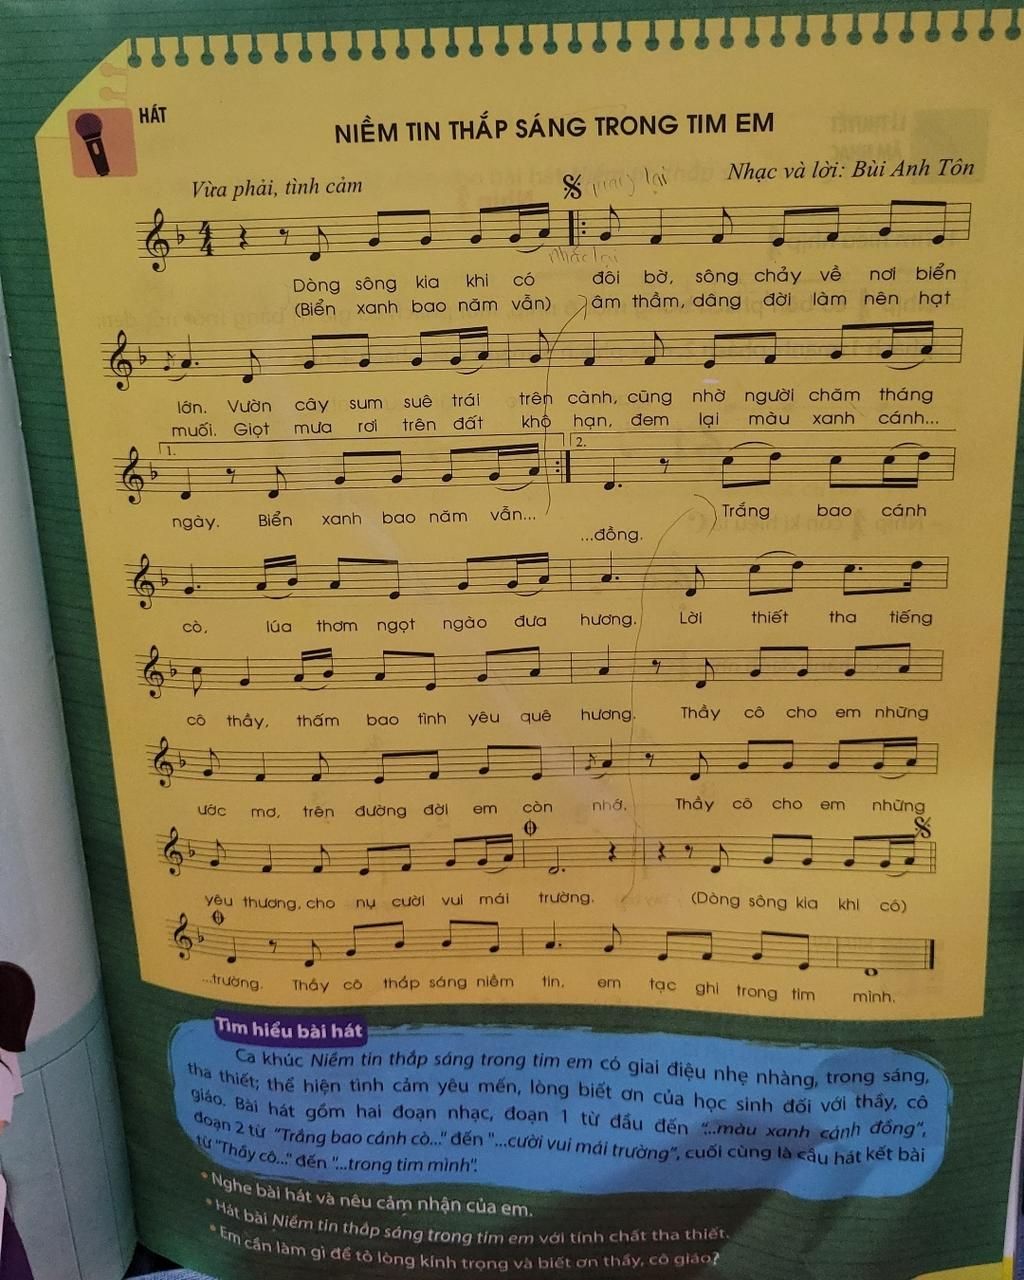 HÁT
NIỀM TIN THẮP SÁNG TRONG TIM EM
Vừa phải, tình cảm
quay lại
Nhạc và lời: Bùi Anh Tôn
nhắc lại
Dòng sông kia khi có đôi bờ, sông chảy về nơi biển
(Biển xanh bao năm vẫn) âm thầm, dâng đời làm nên hạt
lớn. Vườn cây sum suê trái trên cành, cũng nhờ người chăm tháng
muối. Giọt mưa rơi trên đất khô hạn, đem lại màu xanh cánh...
1. 2.
ngày. Biển xanh bao năm vẫn... Trắng bao cánh
...đồng.
cò, lúa thơm ngọt ngào đưa hương. Lời thiết tha tiếng
cô thầy, thấm bao tình yêu quê hương. Thầy cô cho em những
ước mơ, trên đường đời em còn nhớ. Thầy cô cho em những
yêu thương, cho nụ cười vui mái trường. (Dòng sông kia khi có)
...trường. Thầy cô thắp sáng niềm tin, em tạc ghi trong tim mình.
Tìm hiểu bài hát
Ca khúc Niềm tin thắp sáng trong tim em có giai điệu nhẹ nhàng, trong sáng,
tha thiết; thể hiện tình cảm yêu mến, lòng biết ơn của học sinh đối với thầy, cô
giáo. Bài hát gồm hai đoạn nhạc, đoạn 1 từ đầu đến "...màu xanh cánh đồng",
đoạn 2 từ "Trắng bao cánh cò..." đến "...cười vui mái trường", cuối cùng là câu hát kết bài
từ "Thầy cô..." đến "...trong tim mình".
• Nghe bài hát và nêu cảm nhận của em.
• Hát bài Niềm tin thắp sáng trong tim em với tính chất tha thiết.
• Em cần làm gì để tỏ lòng kính trọng và biết ơn thầy, cô giáo?